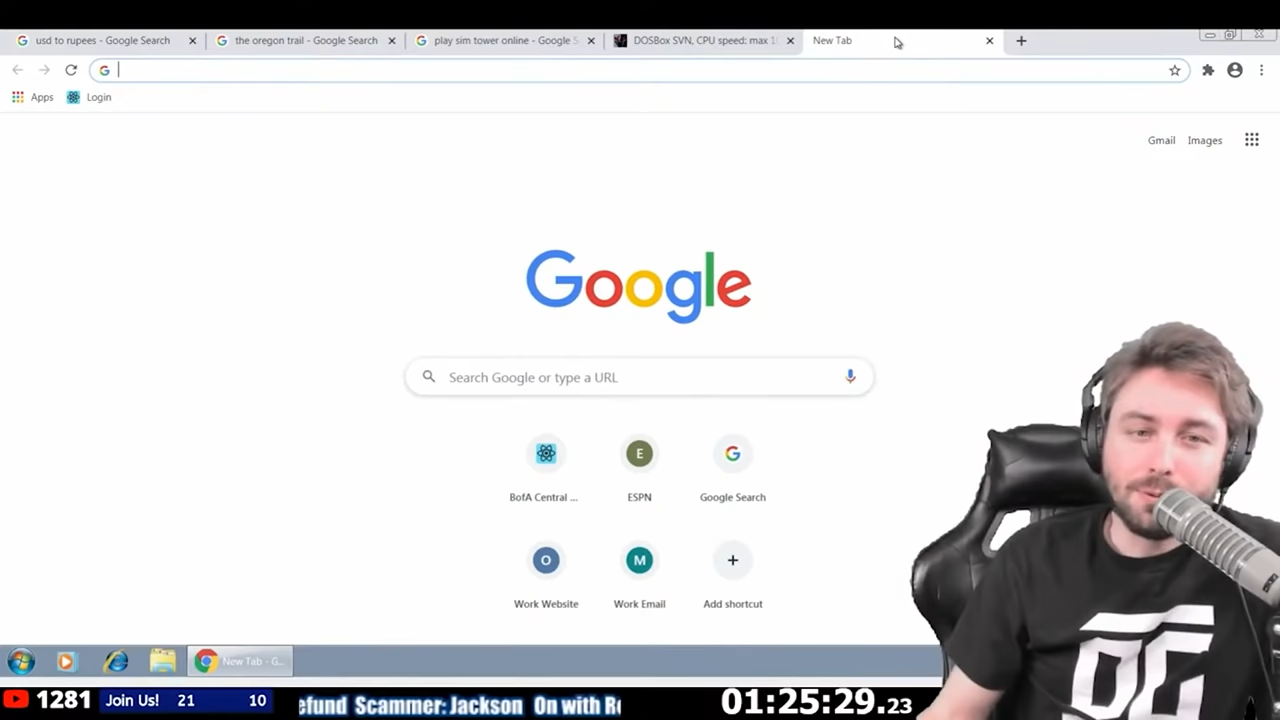 usd to rupees - Google Search
the oregon trail - Google Search
play sim tower online - Google S
DOSBox SVN, CPU speed: max 1
New Tab
Apps
Login
Gmail
Images
Google
Search Google or type a URL
BofA Central ...
ESPN
Google Search
Work Website
Work Email
Add shortcut
New Tab - G...
1281
Join Us! 21 10
efund Scammer: Jackson On with R
01:25:29.23